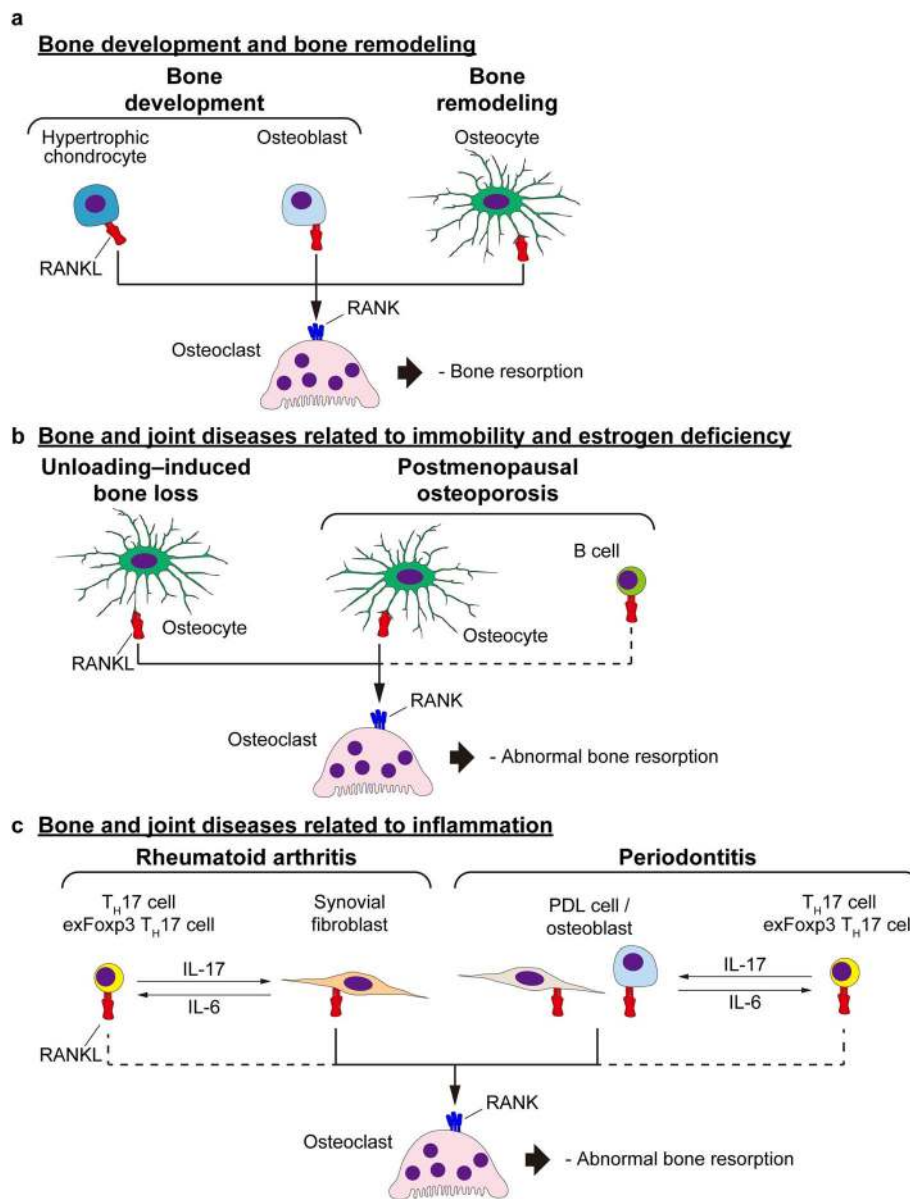 a
Bone development and bone remodeling
Bone
development
Bone
remodeling
Hypertrophic
chondrocyte
Osteoblast
Osteocyte
RANKL
RANK
Osteoclast
- Bone resorption
b Bone and joint diseases related to immobility and estrogen deficiency
Unloading–induced
bone loss
Postmenopausal
osteoporosis
B cell
Osteocyte
Osteocyte
RANKL
RANK
Osteoclast
- Abnormal bone resorption
c Bone and joint diseases related to inflammation
Rheumatoid arthritis
Periodontitis
TH17 cell
exFoxp3 TH17 cell
Synovial
fibroblast
PDL cell /
osteoblast
TH17 cell
exFoxp3 TH17 cel
IL-17
IL-6
IL-17
IL-6
RANKL
RANK
Osteoclast
- Abnormal bone resorption